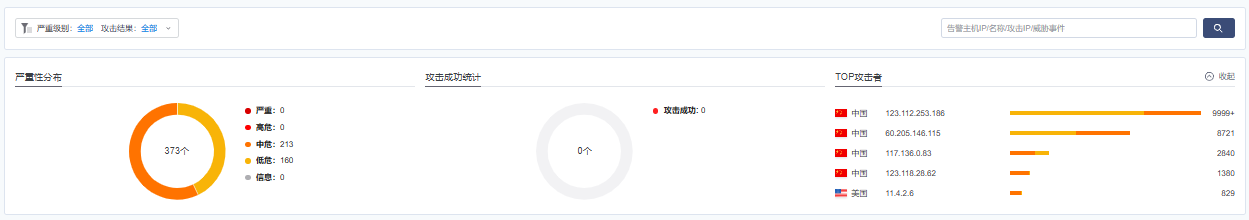 严重级别：全部 攻击结果：全部
告警主机IP/名称/攻击IP/威胁事件
严重性分布
373个
严重：0
高危：0
中危：213
低危：160
信息：0
攻击成功统计
0个
攻击成功：0
TOP攻击者
收起
中国 123.112.253.186 9999+
中国 60.205.146.115 8721
中国 117.136.0.83 2840
中国 123.118.28.62 1380
美国 11.4.2.6 829